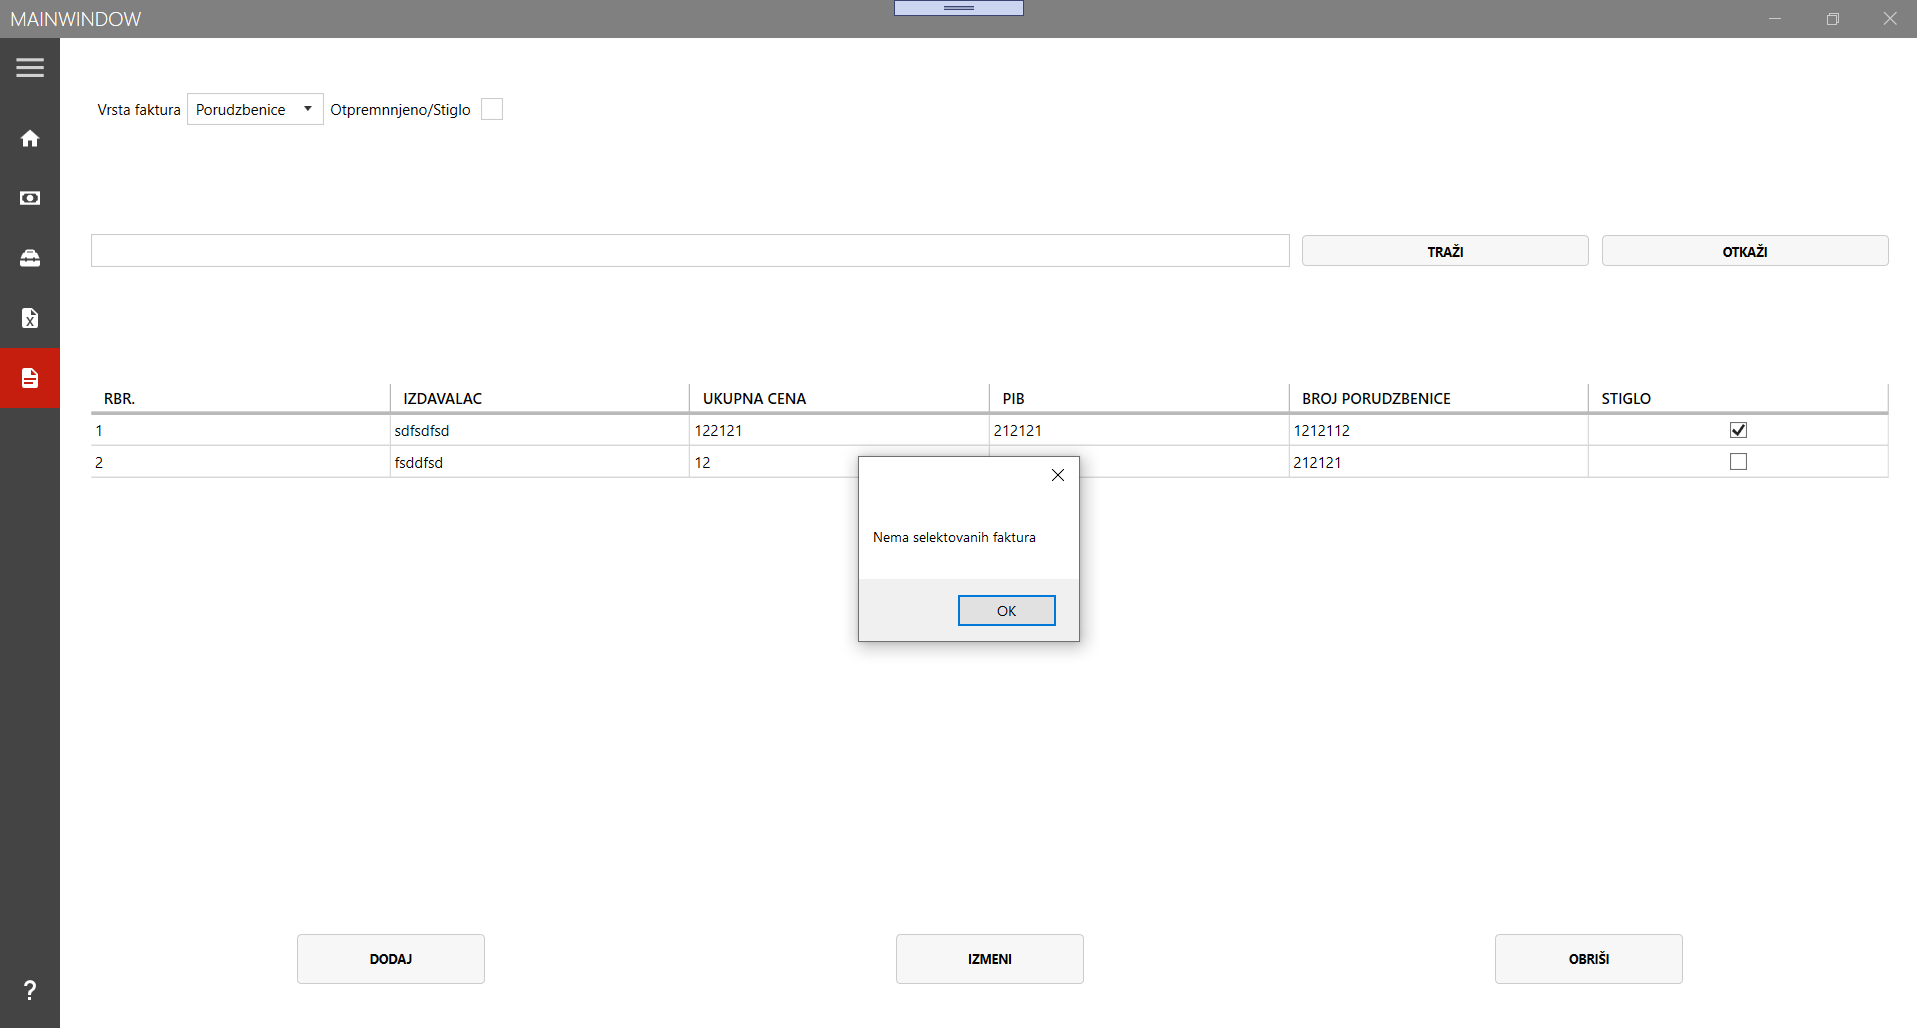 MAINWINDOW
Vrsta faktura Porudzbenice Otpremnnjeno/Stiglo
TRAŽI OTKAŽI
RBR. IZDAVALAC UKUPNA CENA PIB BROJ PORUDZBENICE STIGLO
1 sdfsdfsd 122121 212121 1212112
2 fsddfsd 12 212121
Nema selektovanih faktura
OK
DODAJ IZMENI OBRIŠI
?